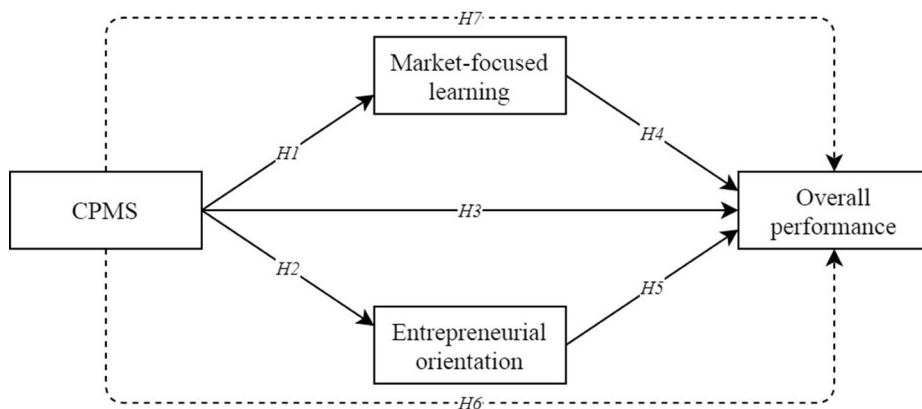 H7
Market-focused
learning
H1
H4
CPMS
H3
Overall
performance
H2
H5
Entrepreneurial
orientation
H6